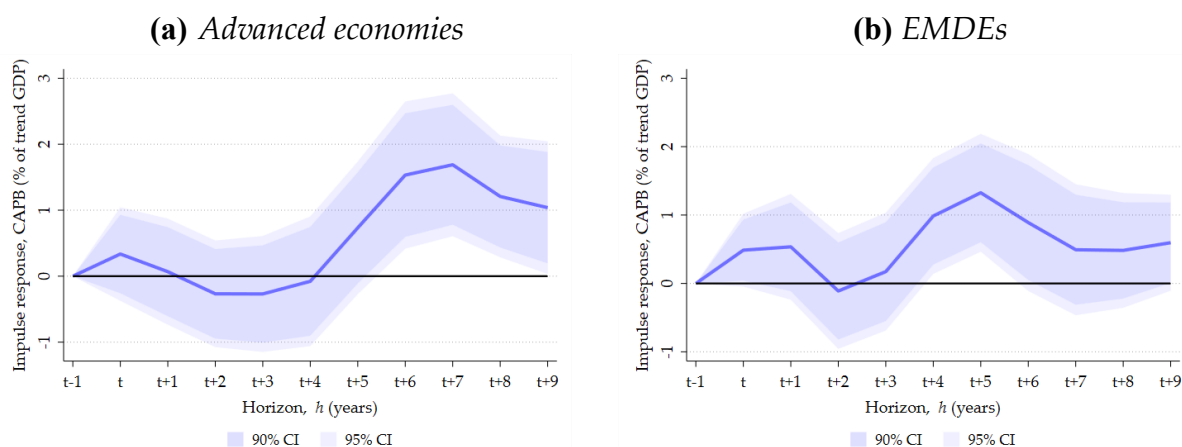 (a) Advanced economies
Impulse response, CAPB (% of trend GDP)
3
2
1
0
-1
t-1 t t+1 t+2 t+3 t+4 t+5 t+6 t+7 t+8 t+9
Horizon, h (years)
90% CI 95% CI
(b) EMDEs
Impulse response, CAPB (% of trend GDP)
3
2
1
0
-1
t-1 t t+1 t+2 t+3 t+4 t+5 t+6 t+7 t+8 t+9
Horizon, h (years)
90% CI 95% CI